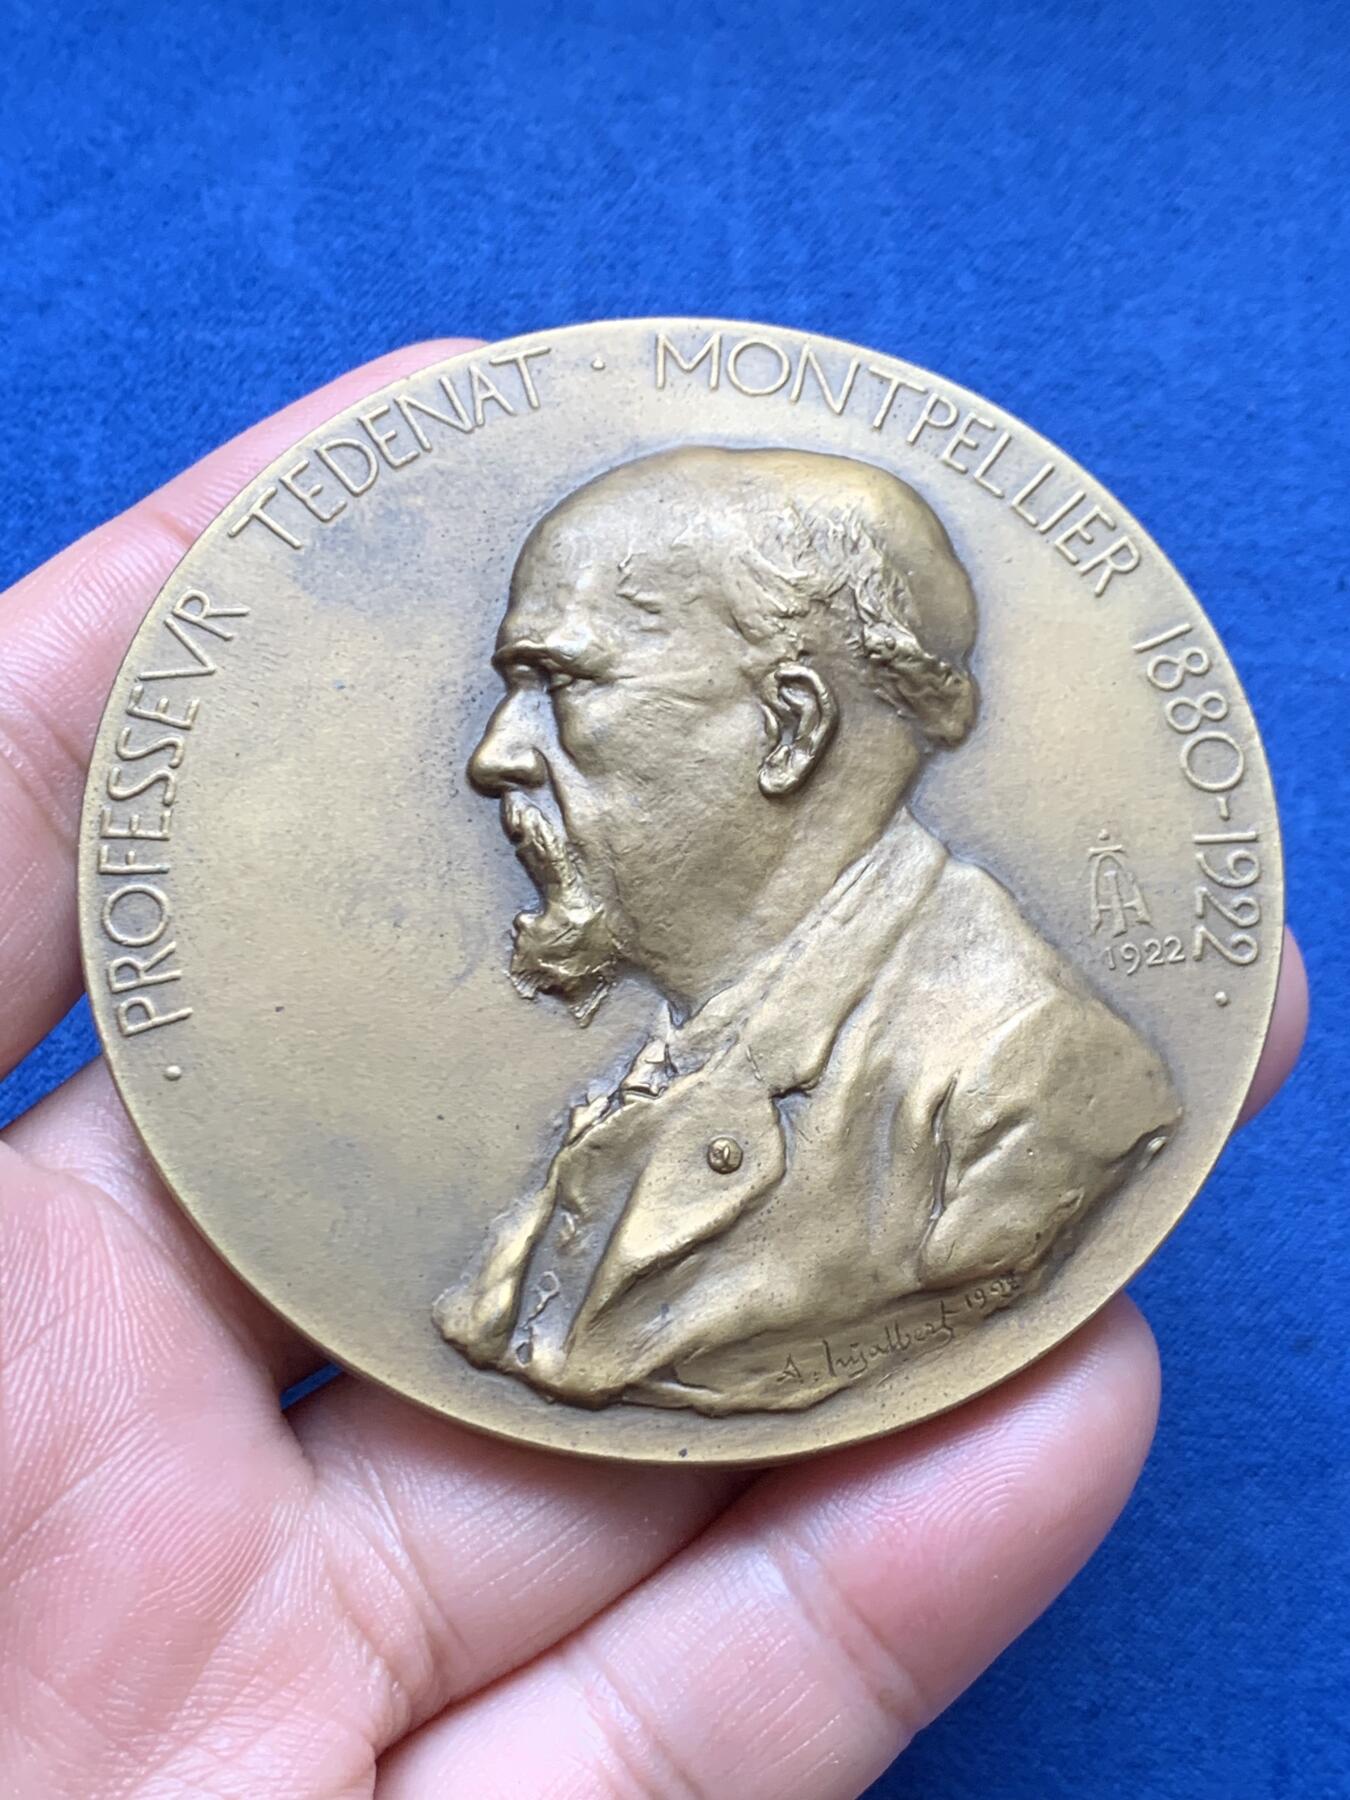 · PROFESSEVR TEDENAT · MONTPELLIER 1880-1922 ·
1922
A. Injalbert 1922